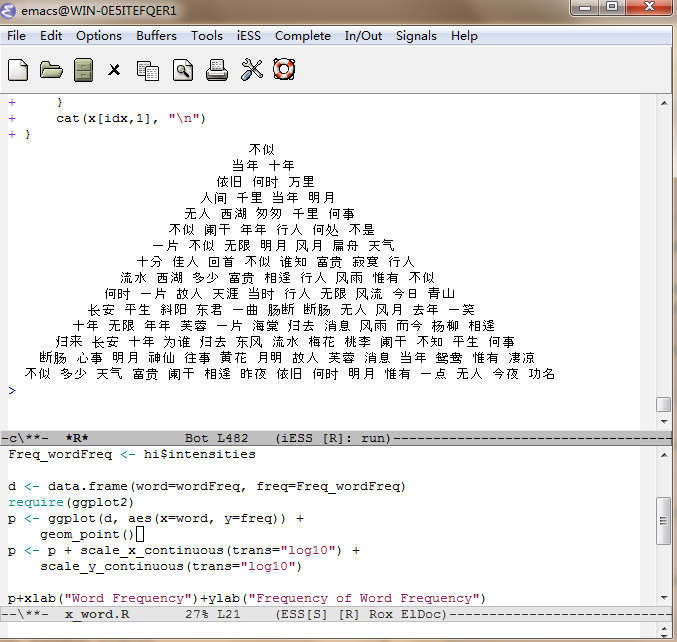 emacs@WIN-0E5ITEFQER1
File Edit Options Buffers Tools iESS Complete In/Out Signals Help
+ }
+ cat(x[idx,1], "\n")
+ }
不似
当年 十年
依旧 何时 万里
人间 千里 当年 明月
无人 西湖 匆匆 千里 何事
不似 阑干 年年 行人 何处 不是
一片 不似 无限 明月 风月 扁舟 天气
十分 佳人 回首 不似 谁知 富贵 寂寞 行人
流水 西湖 多少 富贵 相逢 行人 风雨 惟有 不似
何时 一片 故人 天涯 当时 行人 无限 风流 今日 青山
长安 平生 斜阳 东君 一曲 肠断 断肠 无人 风月 去年 一笑
十年 无限 年年 芙蓉 一片 海棠 归去 消息 风雨 而今 杨柳 相逢
归来 长安 十年 为谁 归去 东风 流水 梅花 桃李 阑干 不知 平生 何事
断肠 心事 明月 神仙 往事 黄花 月明 故人 芙蓉 消息 当年 鸳鸯 惟有 凄凉
不似 多少 天气 富贵 阑干 相逢 昨夜 依旧 何时 明月 惟有 一点 无人 今夜 功名
>
-c\**- *R* Bot L482 (iESS [R]: run)----------------------------------
Freq_wordFreq <- hi$intensities
d <- data.frame(word=wordFreq, freq=Freq_wordFreq)
require(ggplot2)
p <- ggplot(d, aes(x=word, y=freq)) +
geom_point()
p <- p + scale_x_continuous(trans="log10") +
scale_y_continuous(trans="log10")
p+xlab("Word Frequency")+ylab("Frequency of Word Frequency")
--\**- x_word.R 27% L21 (ESS[S] [R] Rox ElDoc)---------------------------